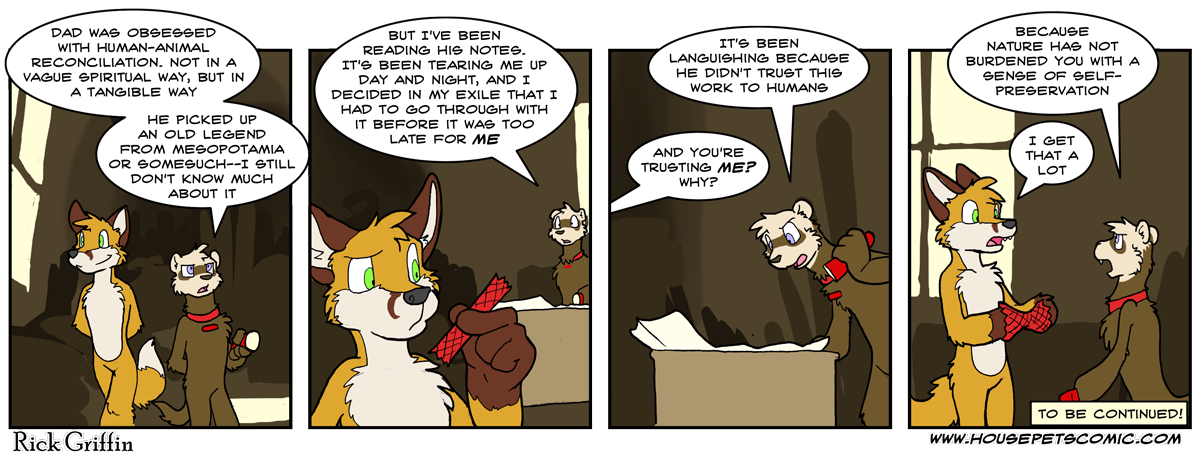 DAD WAS OBSESSED
WITH HUMAN-ANIMAL
RECONCILIATION. NOT IN A
VAGUE SPIRITUAL WAY, BUT IN
A TANGIBLE WAY
HE PICKED UP
AN OLD LEGEND
FROM MESOPOTAMIA
OR SOMESUCH--I STILL
DON'T KNOW MUCH
ABOUT IT
BUT I'VE BEEN
READING HIS NOTES.
IT'S BEEN TEARING ME UP
DAY AND NIGHT, AND I
DECIDED IN MY EXILE THAT I
HAD TO GO THROUGH WITH
IT BEFORE IT WAS TOO
LATE FOR ME
IT'S BEEN
LANGUISHING BECAUSE
HE DIDN'T TRUST THIS
WORK TO HUMANS
AND YOU'RE
TRUSTING ME?
WHY?
BECAUSE
NATURE HAS NOT
BURDENED YOU WITH A
SENSE OF SELF-
PRESERVATION
I GET
THAT A
LOT
TO BE CONTINUED!
Rick Griffin
WWW.HOUSEPETSCOMIC.COM